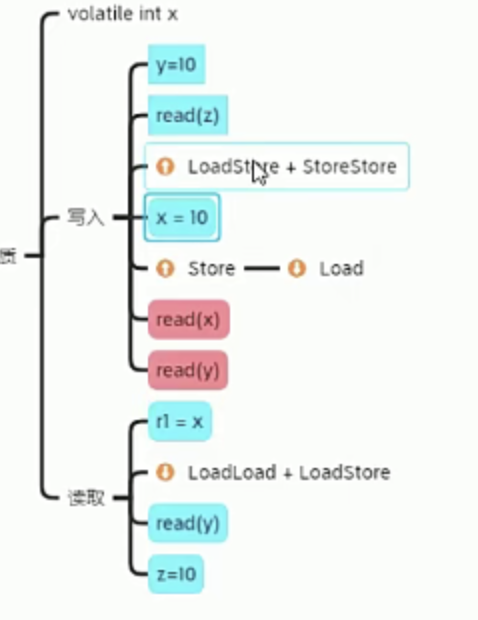 volatile int x
y=10
read(z)
LoadStore + StoreStore
写入
x = 10
质
Store
Load
read(x)
read(y)
r1 = x
LoadLoad + LoadStore
读取
read(y)
z=10